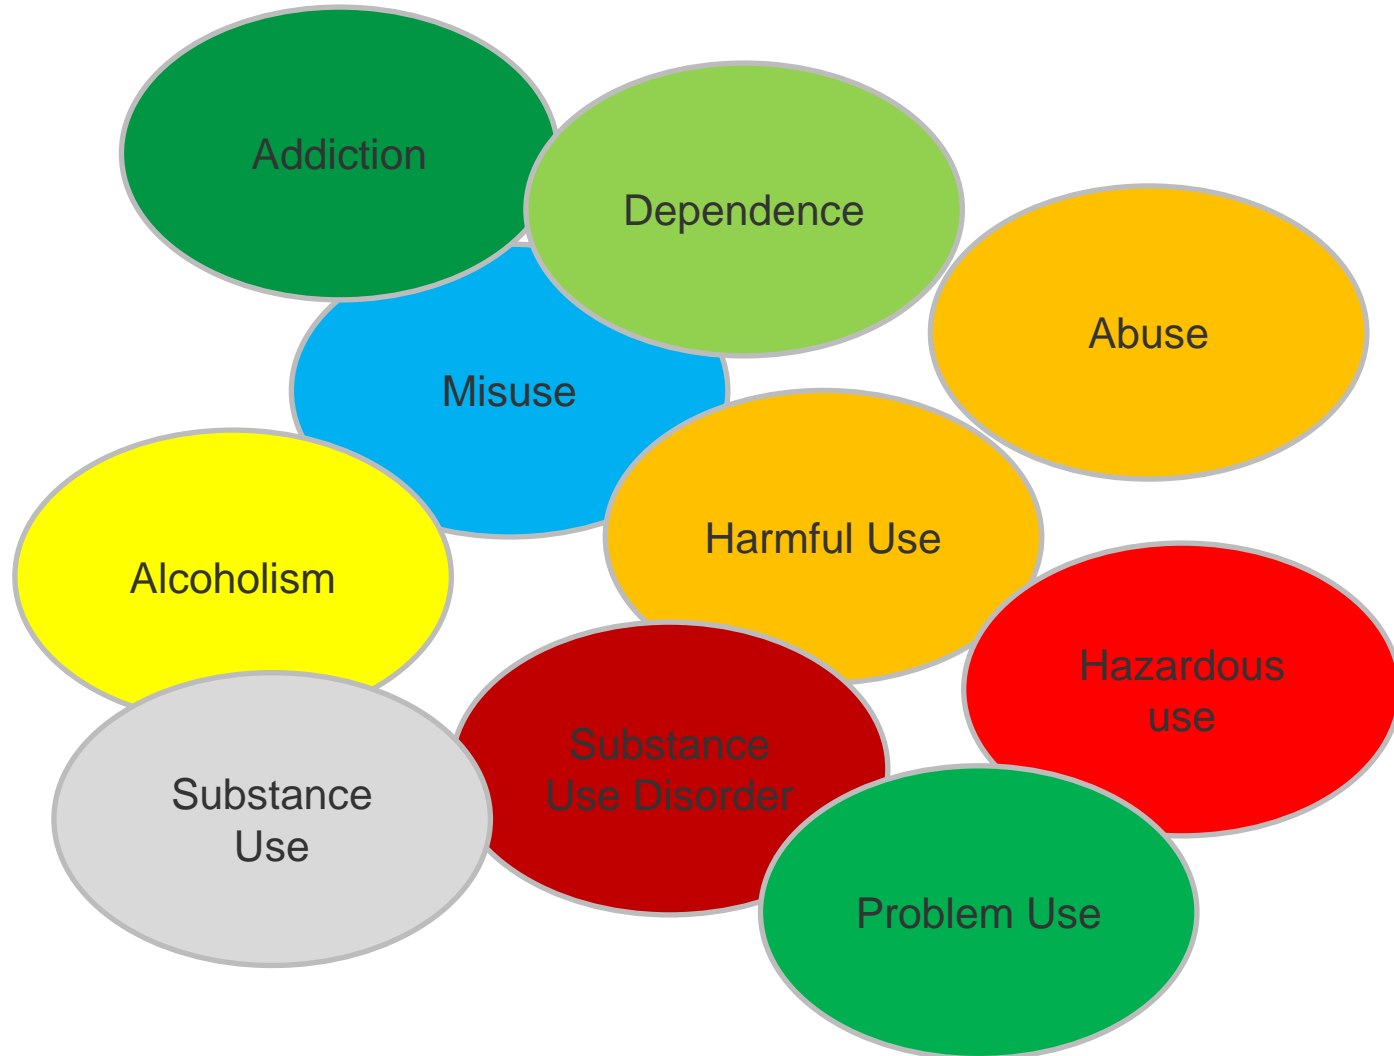 Addiction
Dependence
Abuse
Misuse
Harmful Use
Alcoholism
Hazardous
use
Substance
Use Disorder
Substance
Use
Problem Use